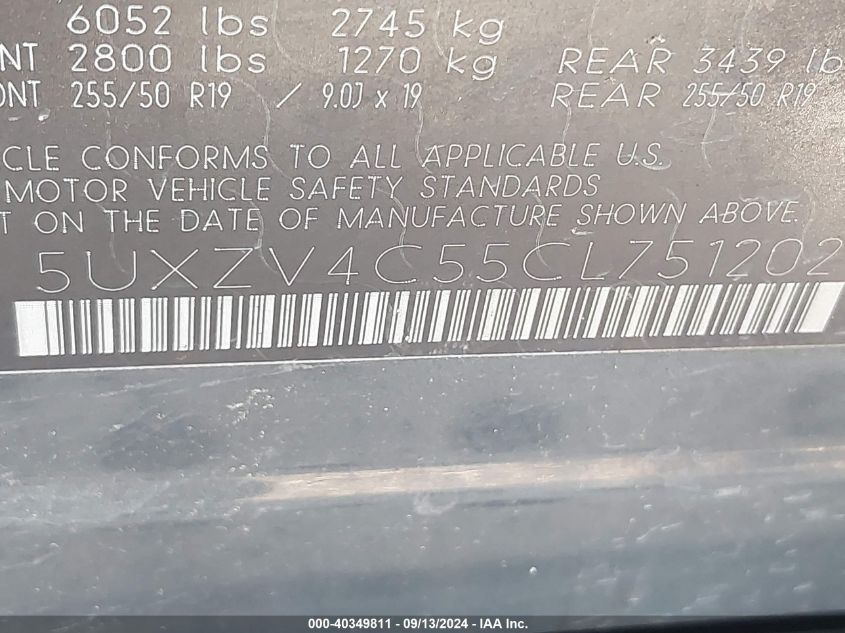 6052 lbs 2745 kg
NT 2800 lbs 1270 kg REAR 3439 lb
ONT 255/50 R19 / 9.0J x 19 REAR 255/50 R19
CLE CONFORMS TO ALL APPLICABLE U.S.
MOTOR VEHICLE SAFETY STANDARDS
T ON THE DATE OF MANUFACTURE SHOWN ABOVE.
5UXZV4C55CL751202
000-40349811 - 09/13/2024 - IAA Inc.